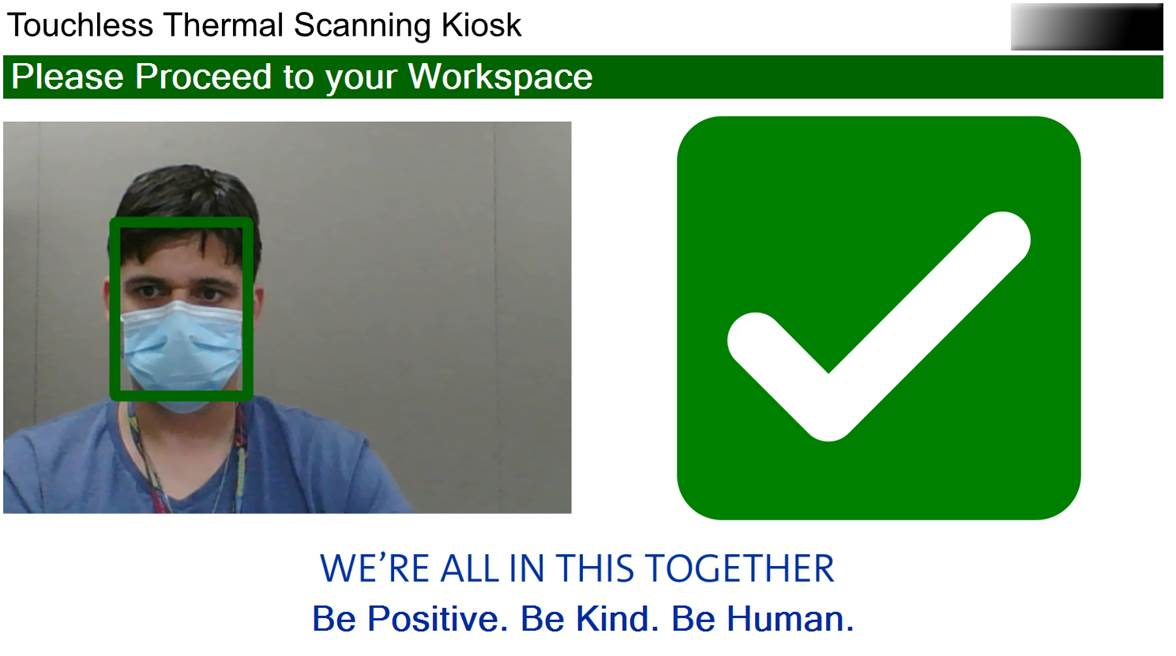 Touchless Thermal Scanning Kiosk
Please Proceed to your Workspace
WE’RE ALL IN THIS TOGETHER
Be Positive. Be Kind. Be Human.